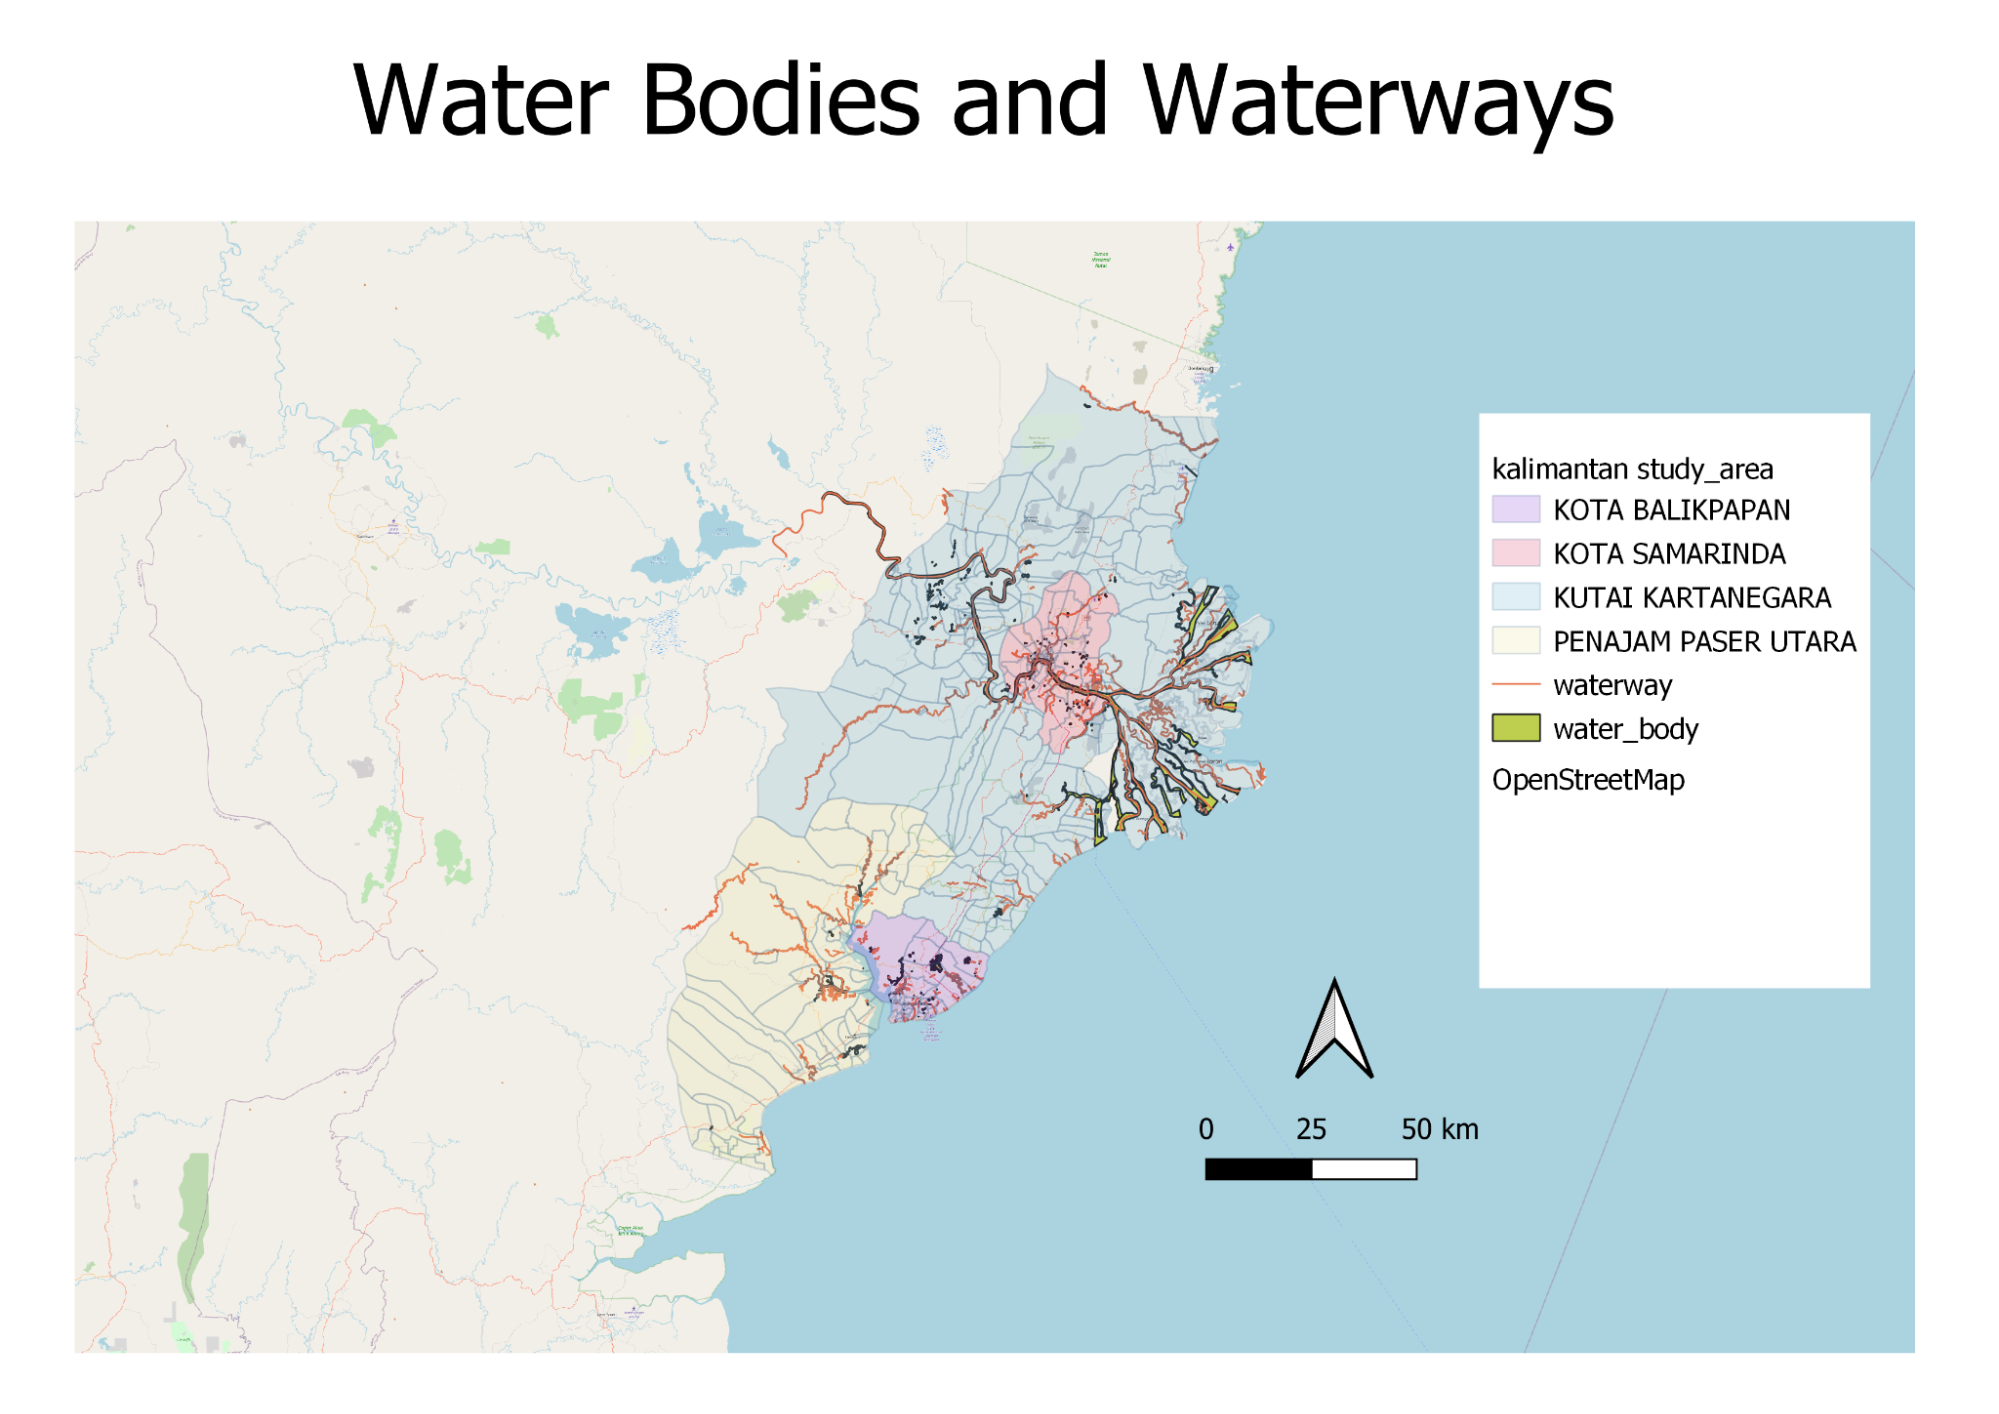 Water Bodies and Waterways
kalimantan study_area
KOTA BALIKPAPAN
KOTA SAMARINDA
KUTAI KARTANEGARA
PENAJAM PASER UTARA
waterway
water_body
OpenStreetMap
0 25 50 km